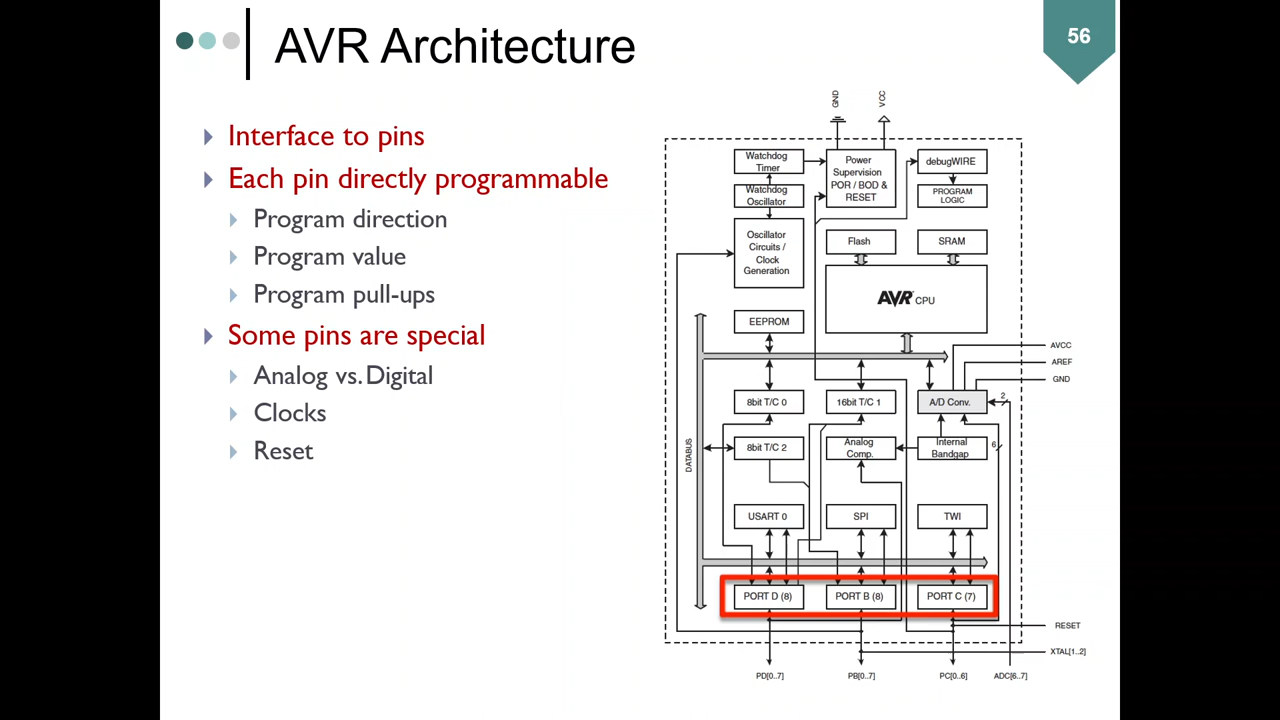 AVR Architecture
56
Interface to pins
Each pin directly programmable
Program direction
Program value
Program pull-ups
Some pins are special
Analog vs. Digital
Clocks
Reset
GND
VCC
Watchdog
Timer
Watchdog
Oscillator
Oscillator
Circuits /
Clock
Generation
Power
Supervision
POR / BOD &
RESET
debugWIRE
PROGRAM
LOGIC
Flash
SRAM
AVR CPU
EEPROM
AVCC
AREF
GND
8bit T/C 0
16bit T/C 1
A/D Conv.
2
DATABUS
8bit T/C 2
Analog
Comp.
Internal
Bandgap
6
USART 0
SPI
TWI
PORT D (8)
PORT B (8)
PORT C (7)
RESET
XTAL[1..2]
PD[0..7]
PB[0..7]
PC[0..6]
ADC[6..7]